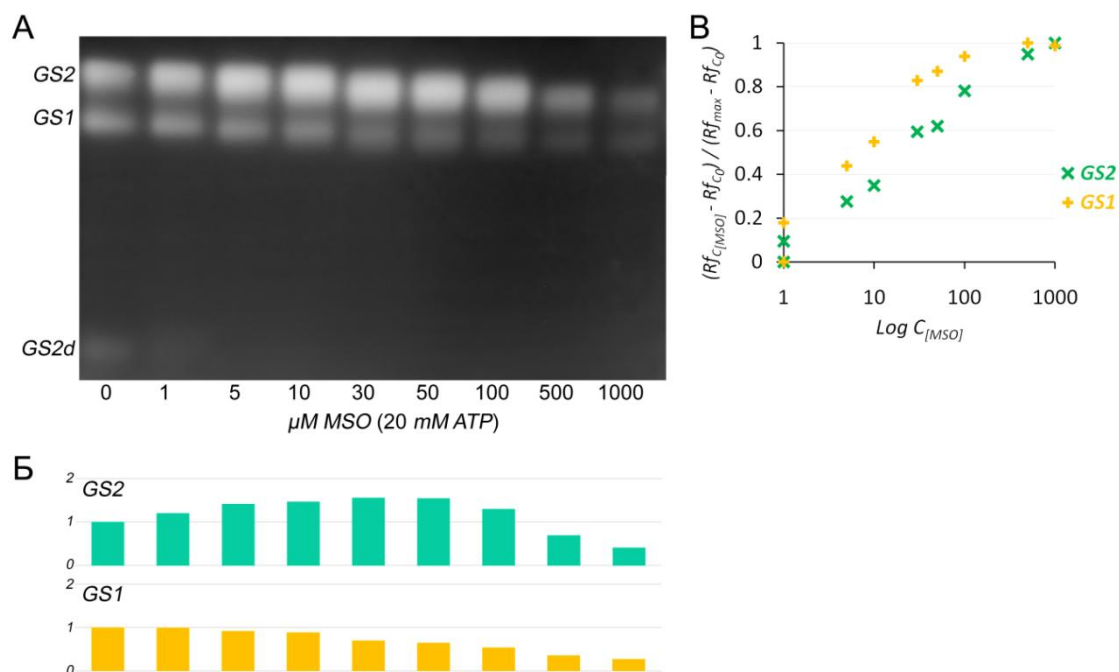 А
GS2
GS1
GS2d
0 1 5 10 30 50 100 500 1000
µM MSO (20 mM ATP)
В
(Rf_C[MSO] - Rf_C0) / (Rf_max - Rf_C0)
1
0.8
0.6
0.4
0.2
0
1 10 100 1000
Log C[MSO]
GS2
GS1
Б
2
GS2
1
0
2
GS1
1
0